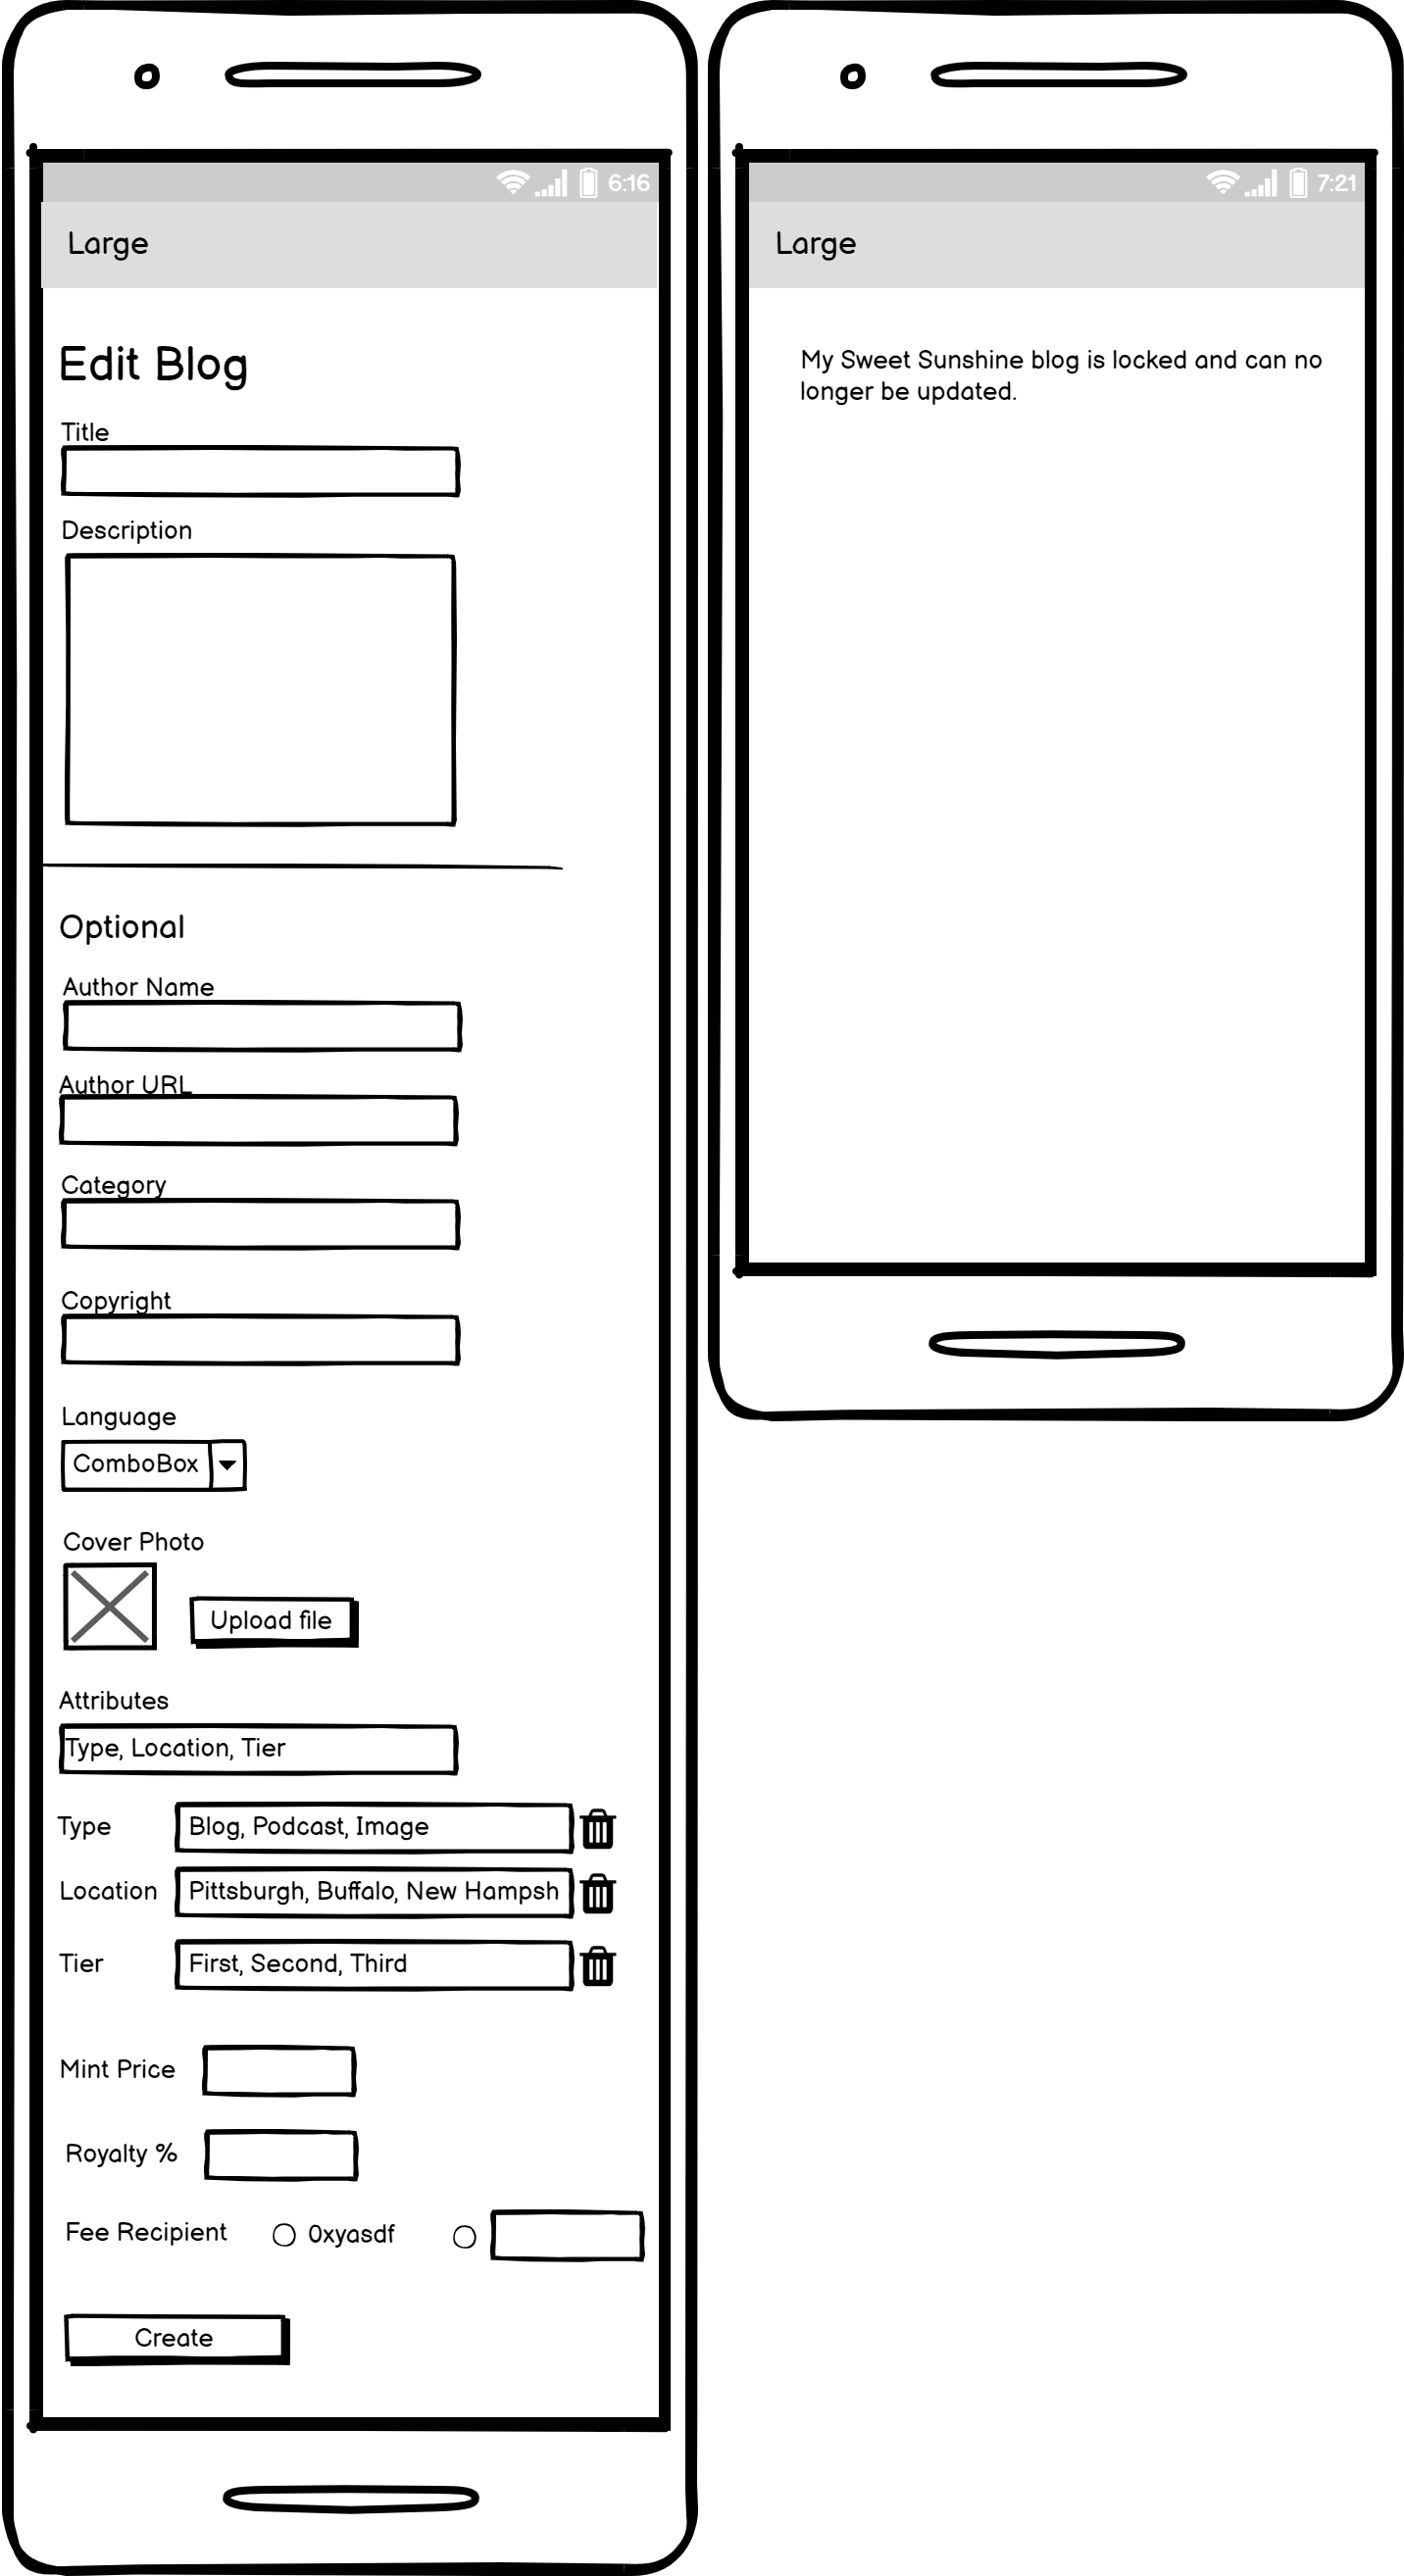 6:16
Large
Edit Blog
Title
Description
Optional
Author Name
Author URL
Category
Copyright
Language
ComboBox
Cover Photo
Upload file
Attributes
Type, Location, Tier
Type Blog, Podcast, Image
Location Pittsburgh, Buffalo, New Hampsh
Tier First, Second, Third
Mint Price
Royalty %
Fee Recipient 0xyasdf
Create
7:21
Large
My Sweet Sunshine blog is locked and can no
longer be updated.